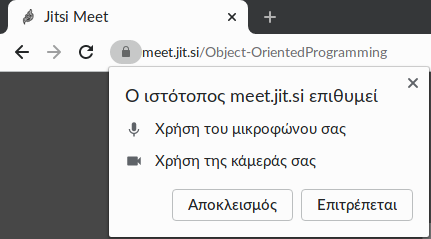 Jitsi Meet
meet.jit.si/Object-OrientedProgramming
Ο ιστότοπος meet.jit.si επιθυμεί
Χρήση του μικροφώνου σας
Χρήση της κάμεράς σας
Αποκλεισμός Επιτρέπεται